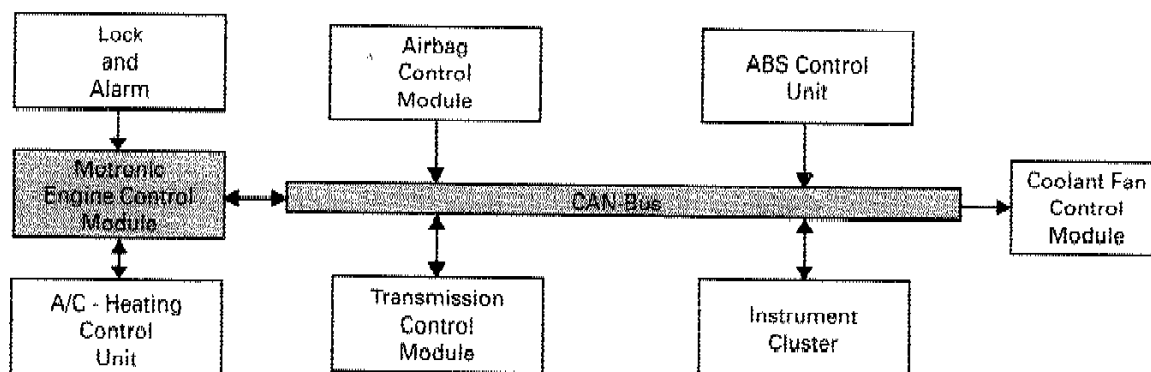 Lock
and
Alarm
Airbag
Control
Module
ABS Control
Unit
Motronic
Engine Control
Module
CAN-Bus
Coolant Fan
Control
Module
A/C - Heating
Control
Unit
Transmission
Control
Module
Instrument
Cluster